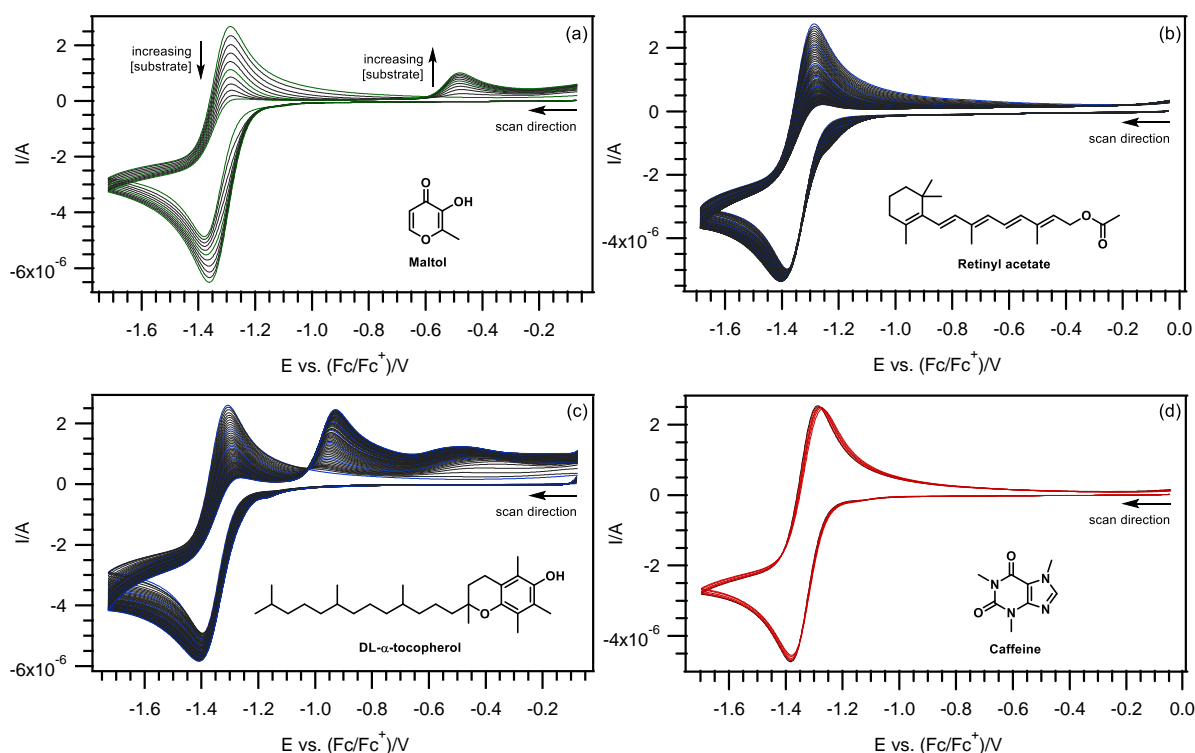 (a)
increasing
[substrate]
increasing
[substrate]
scan direction
I/A
2
0
-2
-4
-6x10⁻⁶
O
OH
O
Maltol
-1.6 -1.4 -1.2 -1.0 -0.8 -0.6 -0.4 -0.2
E vs. (Fc/Fc⁺)/V
(b)
scan direction
I/A
2
0
-2
-4x10⁻⁶
O
O
Retinyl acetate
-1.6 -1.4 -1.2 -1.0 -0.8 -0.6 -0.4 -0.2 0.0
E vs. (Fc/Fc⁺)/V
(c)
scan direction
I/A
2
0
-2
-4
-6x10⁻⁶
OH
O
DL-α-tocopherol
-1.6 -1.4 -1.2 -1.0 -0.8 -0.6 -0.4 -0.2
E vs. (Fc/Fc⁺)/V
(d)
scan direction
I/A
2
0
-2
-4x10⁻⁶
O
N
N
O
N
N
Caffeine
-1.6 -1.4 -1.2 -1.0 -0.8 -0.6 -0.4 -0.2 0.0
E vs. (Fc/Fc⁺)/V